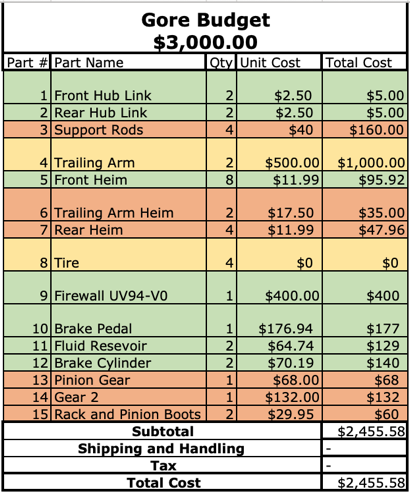 Gore Budget
$3,000.00
Part # Part Name Qty Unit Cost Total Cost
1 Front Hub Link 2 $2.50 $5.00
2 Rear Hub Link 2 $2.50 $5.00
3 Support Rods 4 $40 $160.00
4 Trailing Arm 2 $500.00 $1,000.00
5 Front Heim 8 $11.99 $95.92
6 Trailing Arm Heim 2 $17.50 $35.00
7 Rear Heim 4 $11.99 $47.96
8 Tire 4 $0 $0
9 Firewall UV94-V0 1 $400.00 $400
10 Brake Pedal 1 $176.94 $177
11 Fluid Resevoir 2 $64.74 $129
12 Brake Cylinder 2 $70.19 $140
13 Pinion Gear 1 $68.00 $68
14 Gear 2 1 $132.00 $132
15 Rack and Pinion Boots 2 $29.95 $60
Subtotal $2,455.58
Shipping and Handling -
Tax -
Total Cost $2,455.58